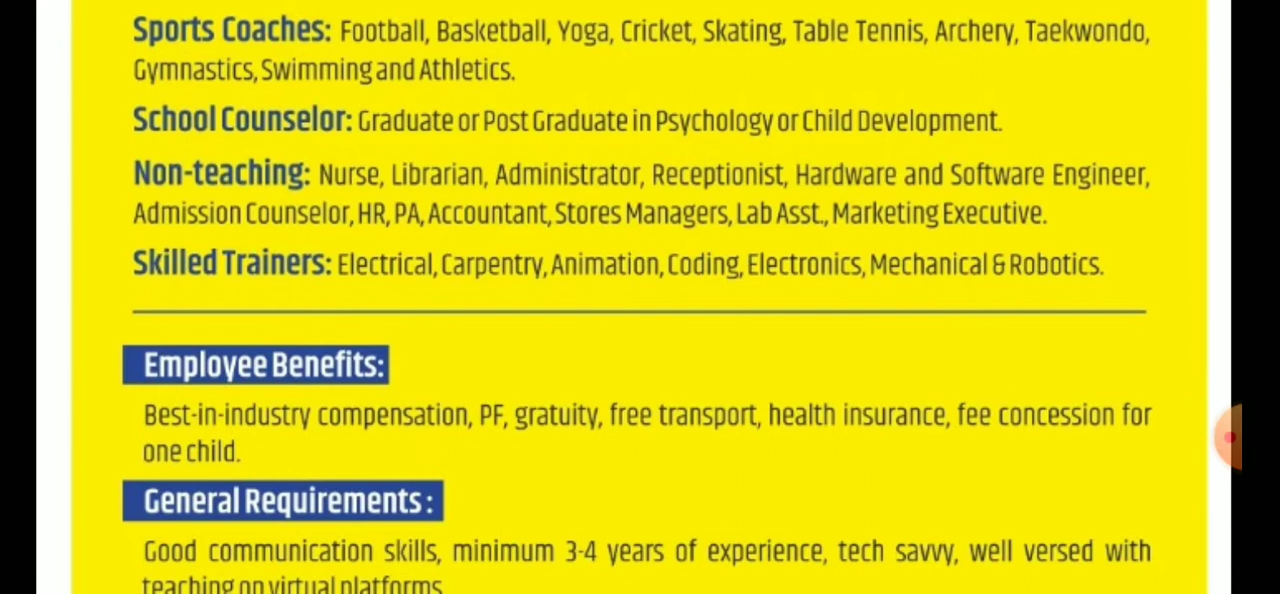 Sports Coaches: Football, Basketball, Yoga, Cricket, Skating, Table Tennis, Archery, Taekwondo,
Gymnastics, Swimming and Athletics.
School Counselor: Graduate or Post Graduate in Psychology or Child Development.
Non-teaching: Nurse, Librarian, Administrator, Receptionist, Hardware and Software Engineer,
Admission Counselor, HR, PA, Accountant, Stores Managers, Lab Asst., Marketing Executive.
Skilled Trainers: Electrical, Carpentry, Animation, Coding, Electronics, Mechanical & Robotics.
Employee Benefits:
Best-in-industry compensation, PF, gratuity, free transport, health insurance, fee concession for
one child.
General Requirements :
Good communication skills, minimum 3-4 years of experience, tech savvy, well versed with
teaching on virtual platforms.